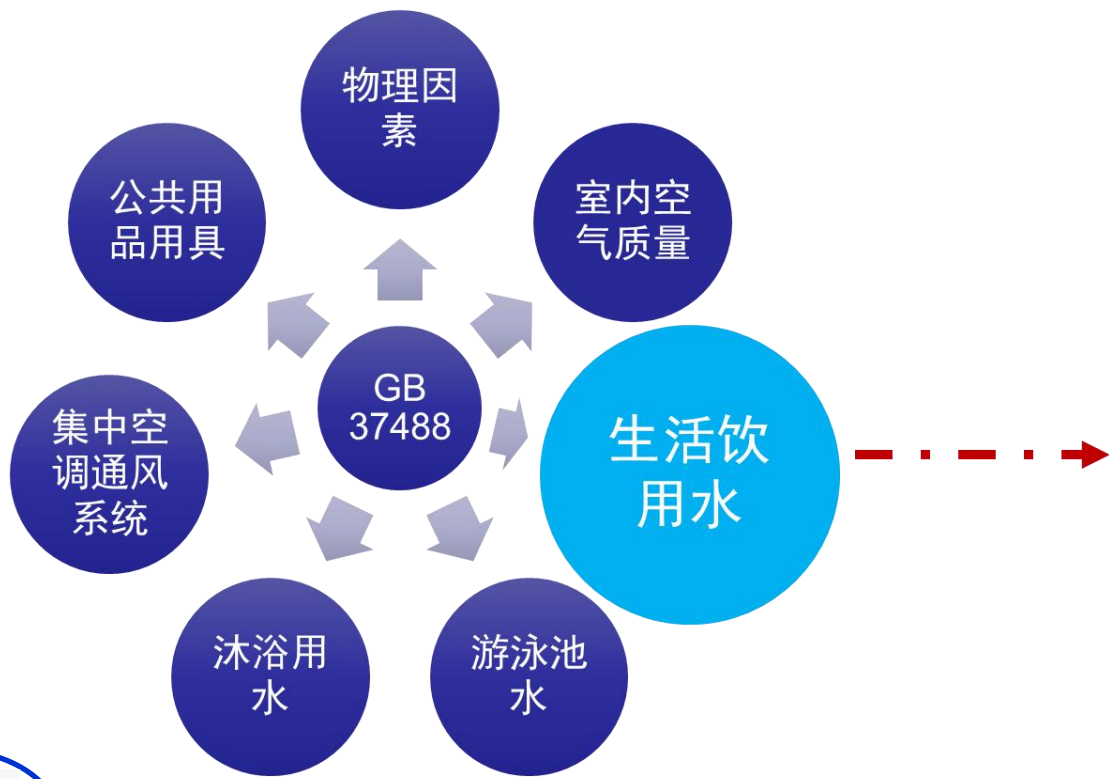 物理因
素
公共用
品用具
室内空
气质量
GB
37488
集中空
调通风
系统
生活饮
用水
沐浴用
水
游泳池
水